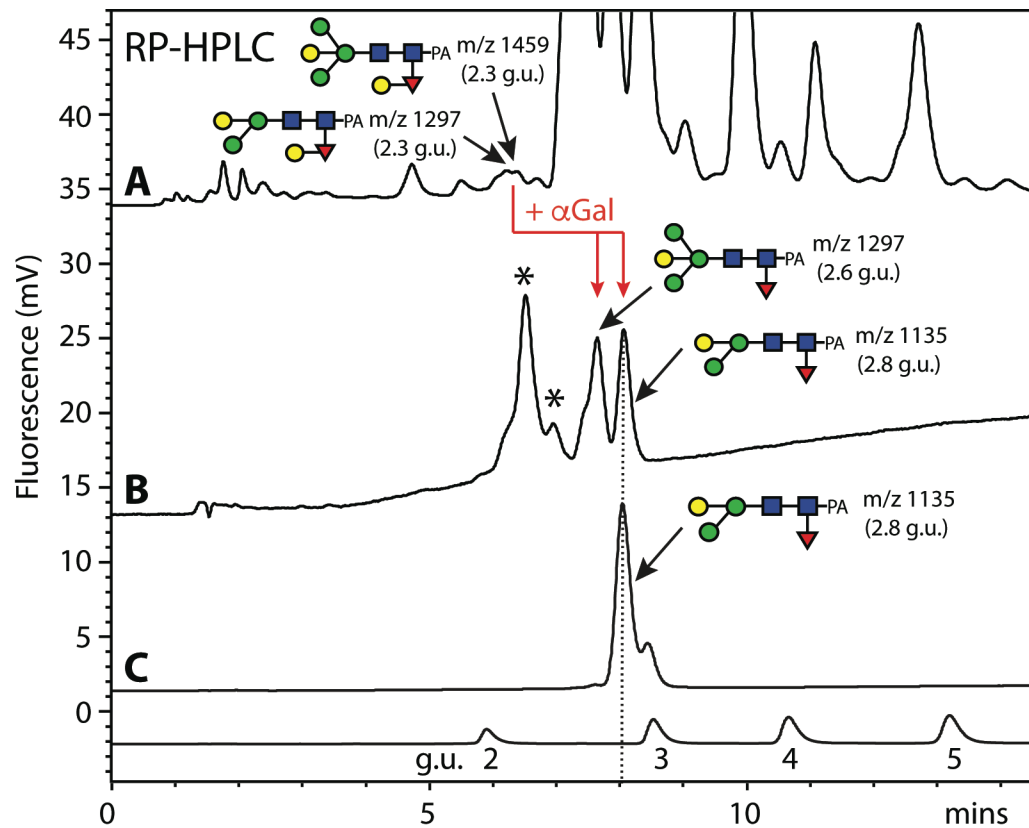 RP-HPLC
PA m/z 1459
(2.3 g.u.)
PA m/z 1297
(2.3 g.u.)
A
+ αGal
*
*
PA m/z 1297
(2.6 g.u.)
PA m/z 1135
(2.8 g.u.)
B
PA m/z 1135
(2.8 g.u.)
C
g.u. 2 3 4 5
Fluorescence (mV)
45
40
35
30
25
20
15
10
5
0
0 5 10 mins